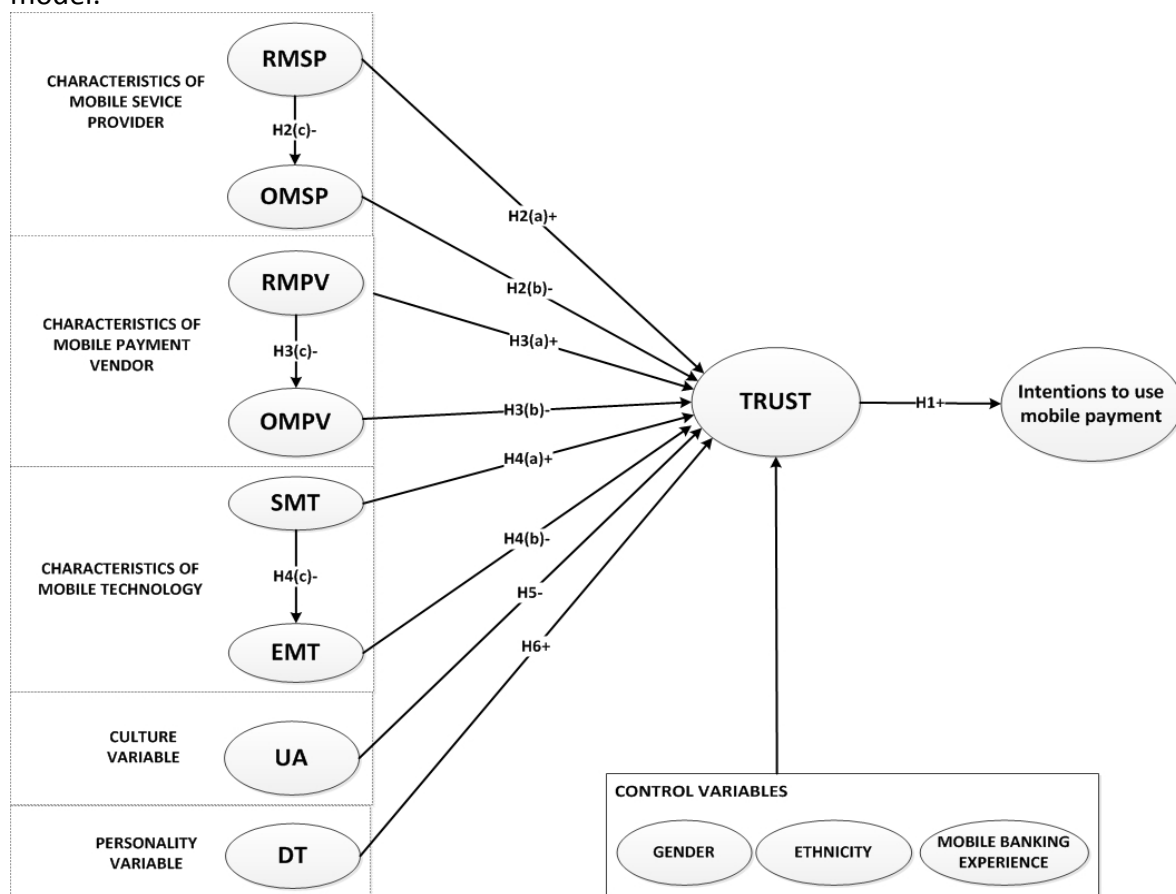 model:
CHARACTERISTICS OF
MOBILE SEVICE
PROVIDER
RMSP
H2(c)-
OMSP
H2(a)+
H2(b)-
CHARACTERISTICS OF
MOBILE PAYMENT
VENDOR
RMPV
H3(c)-
OMPV
H3(a)+
H3(b)-
TRUST
H1+
Intentions to use
mobile payment
CHARACTERISTICS OF
MOBILE TECHNOLOGY
SMT
H4(c)-
EMT
H4(a)+
H4(b)-
H5-
H6+
CULTURE
VARIABLE
UA
PERSONALITY
VARIABLE
DT
CONTROL VARIABLES
GENDER
ETHNICITY
MOBILE BANKING
EXPERIENCE